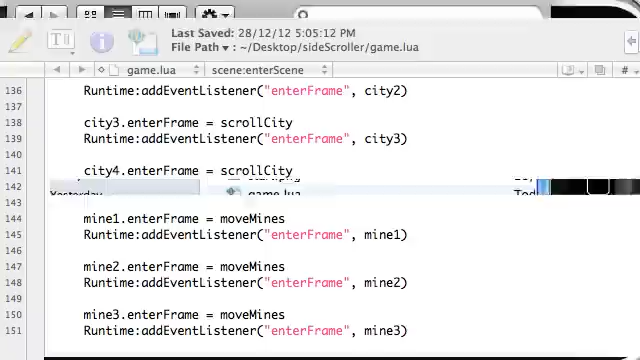 Last Saved: 28/12/12 5:05:12 PM
File Path ▾ : ~/Desktop/sideScroller/game.lua
game.lua
scene:enterScene
#
136 Runtime:addEventListener("enterFrame", city2)
137
138 city3.enterFrame = scrollCity
139 Runtime:addEventListener("enterFrame", city3)
140
141 city4.enterFrame = scrollCity
142
Yesterday
game.lua
143
144 mine1.enterFrame = moveMines
145 Runtime:addEventListener("enterFrame", mine1)
146
147 mine2.enterFrame = moveMines
148 Runtime:addEventListener("enterFrame", mine2)
149
150 mine3.enterFrame = moveMines
151 Runtime:addEventListener("enterFrame", mine3)